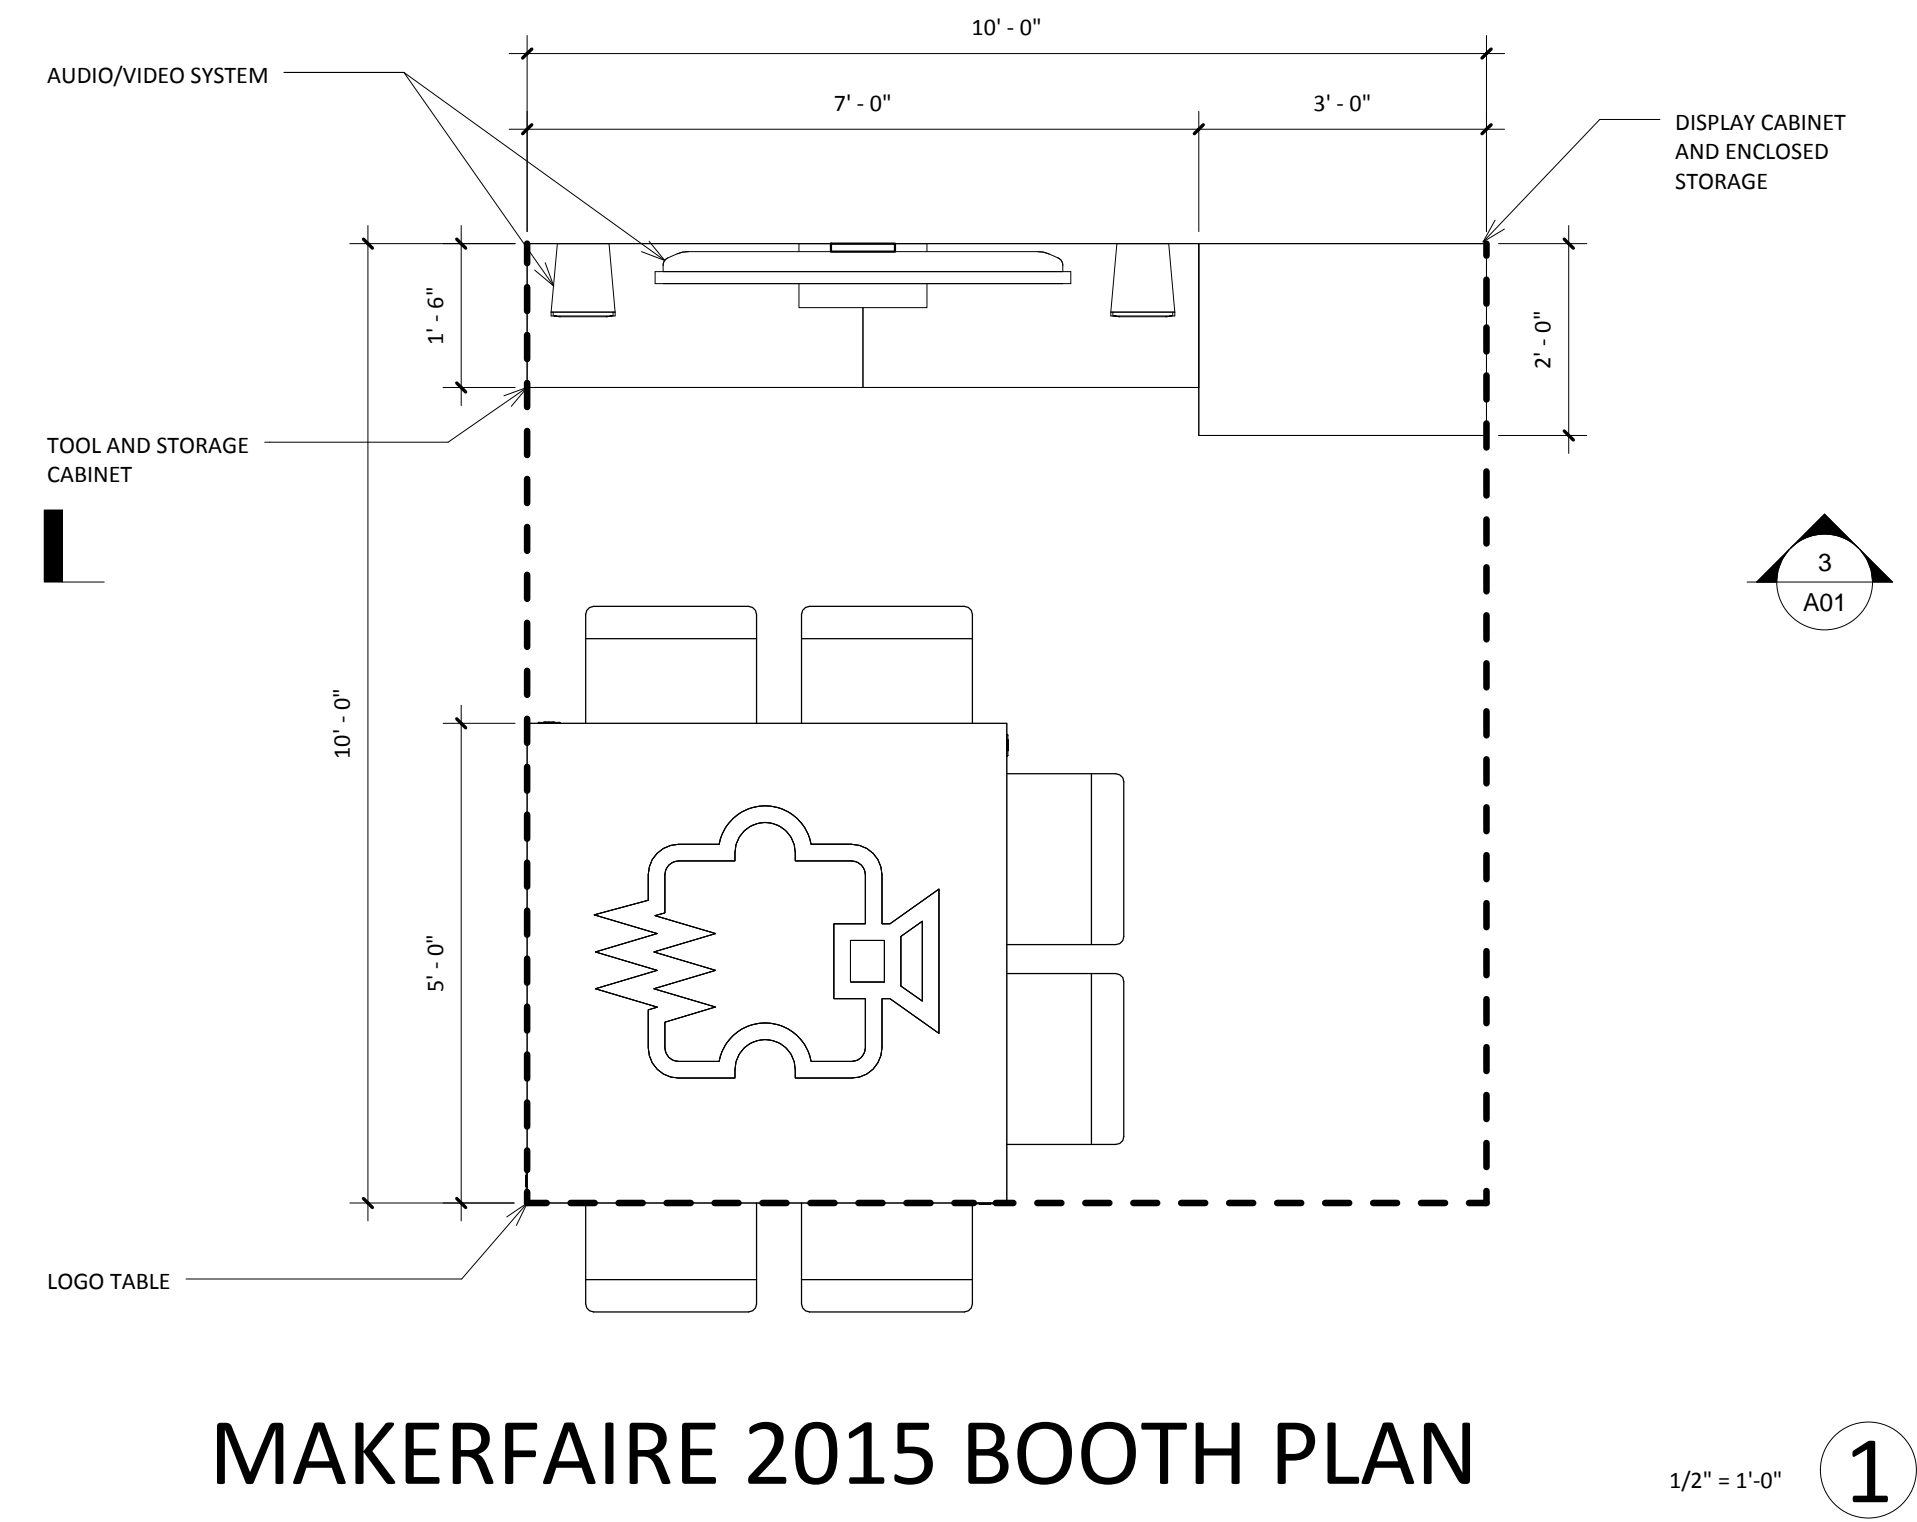 10' - 0"
AUDIO/VIDEO SYSTEM
7' - 0"
3' - 0"
DISPLAY CABINET
AND ENCLOSED
STORAGE
1' - 6"
2' - 0"
TOOL AND STORAGE
CABINET
3
A01
10' - 0"
5' - 0"
LOGO TABLE
MAKERFAIRE 2015 BOOTH PLAN
1/2" = 1'-0"
1